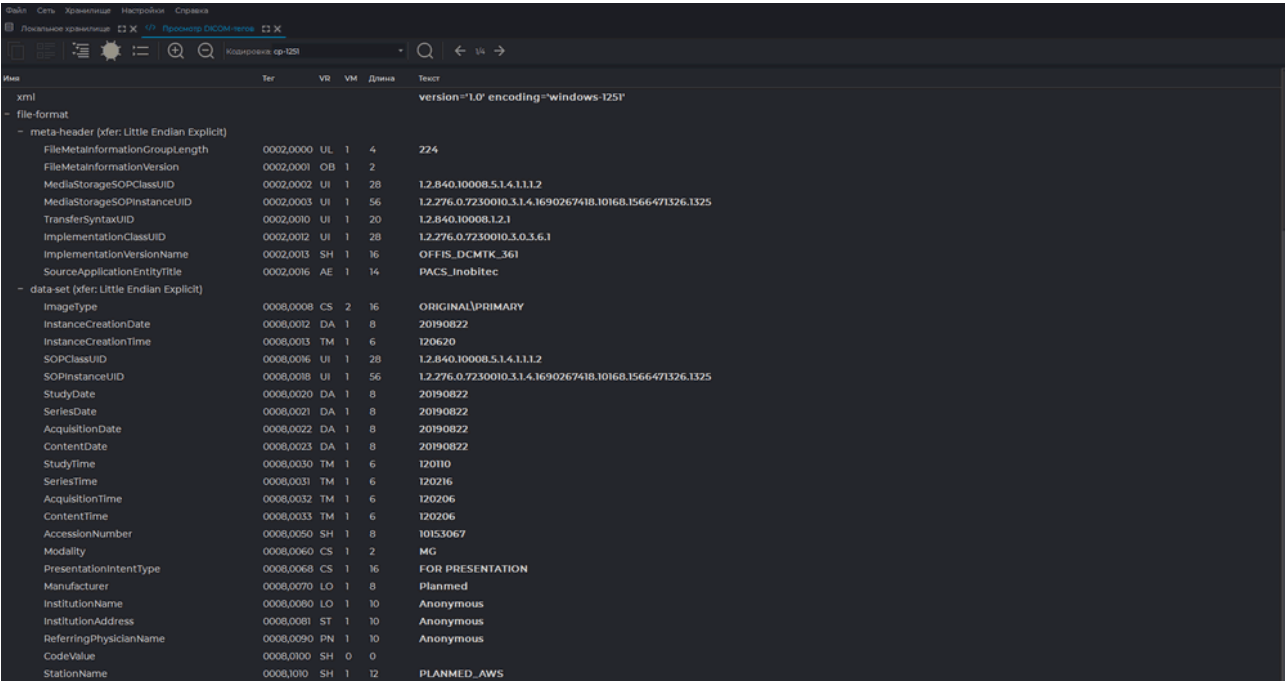 Файл Сеть Хранилище Настройки Справка
Локальное хранилище Просмотр DICOM-тегов
Кодировка: cp-1251 1/4
Имя Тег VR VM Длина Текст
xml version='1.0' encoding='windows-1251'
− file-format
− meta-header (xfer: Little Endian Explicit)
FileMetaInformationGroupLength 0002,0000 UL 1 4 224
FileMetaInformationVersion 0002,0001 OB 1 2
MediaStorageSOPClassUID 0002,0002 UI 1 28 1.2.840.10008.5.1.4.1.1.1.2
MediaStorageSOPInstanceUID 0002,0003 UI 1 56 1.2.276.0.7230010.3.1.4.1690267418.10168.1566471326.1325
TransferSyntaxUID 0002,0010 UI 1 20 1.2.840.10008.1.2.1
ImplementationClassUID 0002,0012 UI 1 28 1.2.276.0.7230010.3.0.3.6.1
ImplementationVersionName 0002,0013 SH 1 16 OFFIS_DCMTK_361
SourceApplicationEntityTitle 0002,0016 AE 1 14 PACS_Inobitec
− data-set (xfer: Little Endian Explicit)
ImageType 0008,0008 CS 2 16 ORIGINAL\PRIMARY
InstanceCreationDate 0008,0012 DA 1 8 20190822
InstanceCreationTime 0008,0013 TM 1 6 120620
SOPClassUID 0008,0016 UI 1 28 1.2.840.10008.5.1.4.1.1.1.2
SOPInstanceUID 0008,0018 UI 1 56 1.2.276.0.7230010.3.1.4.1690267418.10168.1566471326.1325
StudyDate 0008,0020 DA 1 8 20190822
SeriesDate 0008,0021 DA 1 8 20190822
AcquisitionDate 0008,0022 DA 1 8 20190822
ContentDate 0008,0023 DA 1 8 20190822
StudyTime 0008,0030 TM 1 6 120110
SeriesTime 0008,0031 TM 1 6 120216
AcquisitionTime 0008,0032 TM 1 6 120206
ContentTime 0008,0033 TM 1 6 120206
AccessionNumber 0008,0050 SH 1 8 10153067
Modality 0008,0060 CS 1 2 MG
PresentationIntentType 0008,0068 CS 1 16 FOR PRESENTATION
Manufacturer 0008,0070 LO 1 8 Planmed
InstitutionName 0008,0080 LO 1 10 Anonymous
InstitutionAddress 0008,0081 ST 1 10 Anonymous
ReferringPhysicianName 0008,0090 PN 1 10 Anonymous
CodeValue 0008,0100 SH 0 0
StationName 0008,1010 SH 1 12 PLANMED_AWS